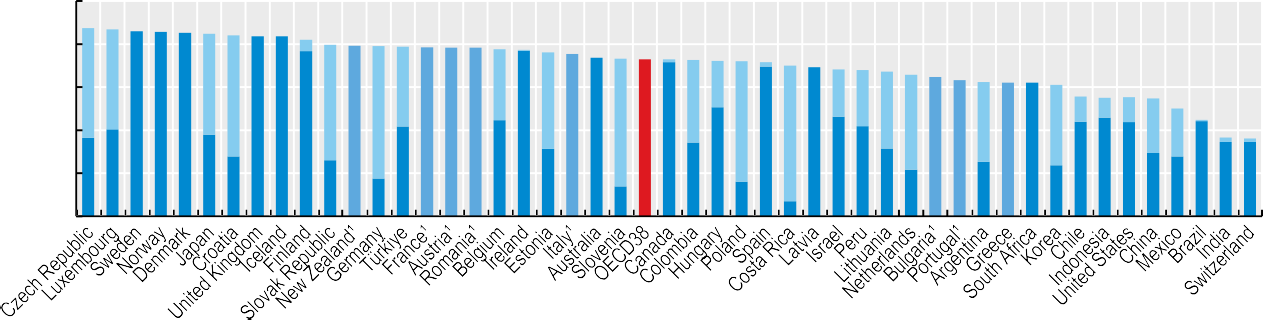 Czech Republic
Luxembourg
Sweden
Norway
Denmark
Japan
Croatia
United Kingdom
Iceland
Finland
Slovak Republic
New Zealand¹
Germany
Türkiye
France¹
Austria¹
Romania¹
Belgium
Ireland
Estonia
Italy¹
Australia
Slovenia
OECD38
Canada
Colombia
Hungary
Poland
Spain
Costa Rica
Latvia
Israel
Peru
Lithuania
Netherlands
Bulgaria¹
Portugal¹
Argentina
Greece
South Africa
Korea
Chile
Indonesia
United States
China
Mexico
Brazil
India
Switzerland